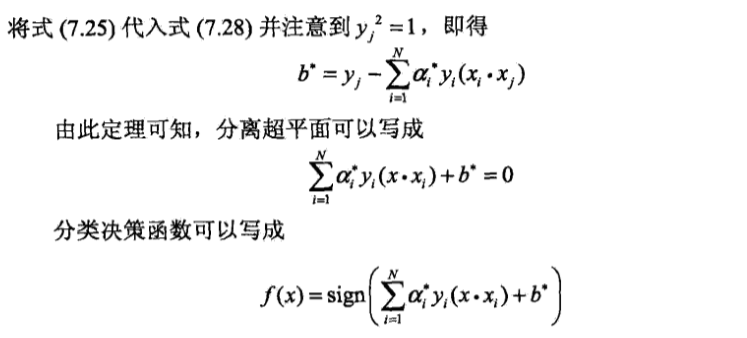 将式 (7.25) 代入式 (7.28) 并注意到 $y_j^2 = 1$，即得
$b^* = y_j - \sum_{i=1}^{N} \alpha_i^* y_i (x_i \cdot x_j)$
由此定理可知，分离超平面可以写成
$\sum_{i=1}^{N} \alpha_i^* y_i (x \cdot x_i) + b^* = 0$
分类决策函数可以写成
$f(x) = \text{sign}\left( \sum_{i=1}^{N} \alpha_i^* y_i (x \cdot x_i) + b^* \right)$